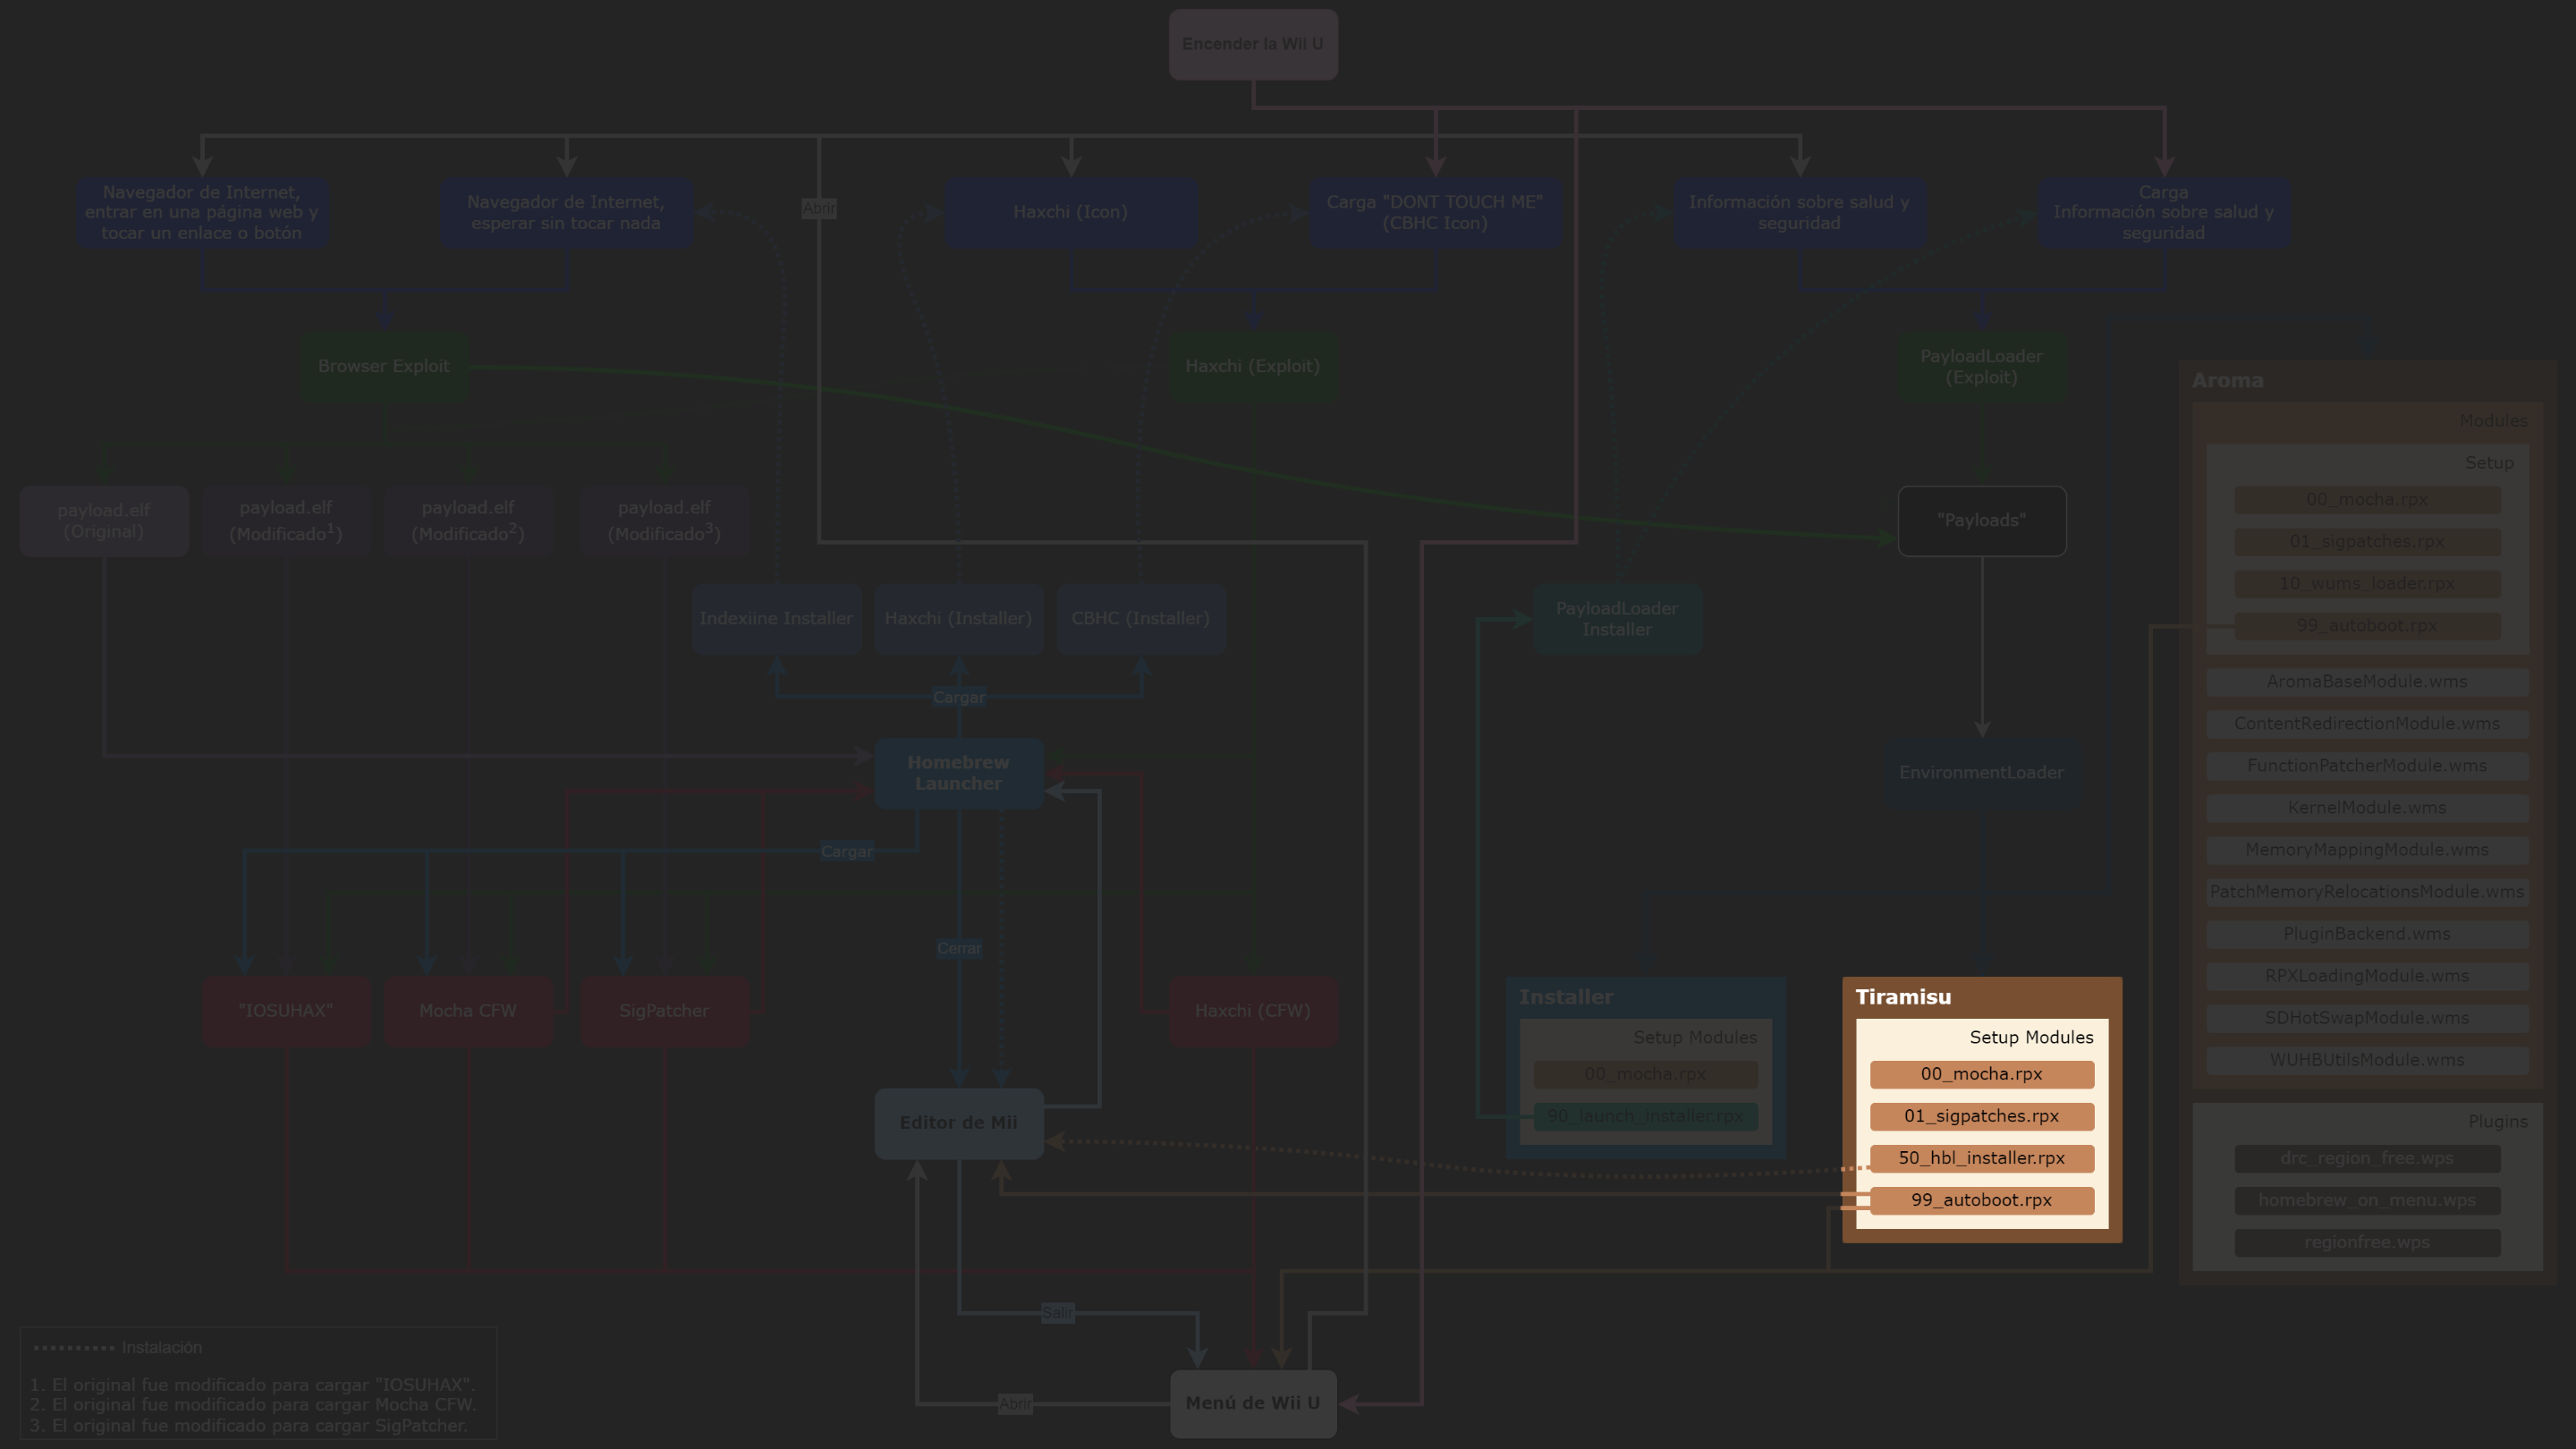 Encender la Wii U
Navegador de Internet,
entrar en una página web y
tocar un enlace o botón
Navegador de Internet,
esperar sin tocar nada
Abrir
Haxchi (Icon)
Carga "DONT TOUCH ME"
(CBHC Icon)
Información sobre salud y
seguridad
Carga
Información sobre salud y
seguridad
Browser Exploit
Haxchi (Exploit)
PayloadLoader
(Exploit)
payload.elf
(Original)
payload.elf
(Modificado1)
payload.elf
(Modificado2)
payload.elf
(Modificado3)
"Payloads"
Indexiine Installer
Haxchi (Installer)
CBHC (Installer)
PayloadLoader
Installer
Cargar
Homebrew
Launcher
EnvironmentLoader
Cargar
Cerrar
"IOSUHAX"
Mocha CFW
SigPatcher
Haxchi (CFW)
Editor de Mii
Salir
Abrir
Menú de Wii U
Installer
Setup Modules
00_mocha.rpx
90_launch_installer.rpx
Tiramisu
Setup Modules
00_mocha.rpx
01_sigpatches.rpx
50_hbl_installer.rpx
99_autoboot.rpx
Aroma
Modules
Setup
00_mocha.rpx
01_sigpatches.rpx
10_wums_loader.rpx
99_autoboot.rpx
AromaBaseModule.wms
ContentRedirectionModule.wms
FunctionPatcherModule.wms
KernelModule.wms
MemoryMappingModule.wms
PatchMemoryRelocationsModule.wms
PluginBackend.wms
RPXLoadingModule.wms
SDHotSwapModule.wms
WUHBUtilsModule.wms
Plugins
drc_region_free.wps
homebrew_on_menu.wps
regionfree.wps
Instalación
1. El original fue modificado para cargar "IOSUHAX".
2. El original fue modificado para cargar Mocha CFW.
3. El original fue modificado para cargar SigPatcher.